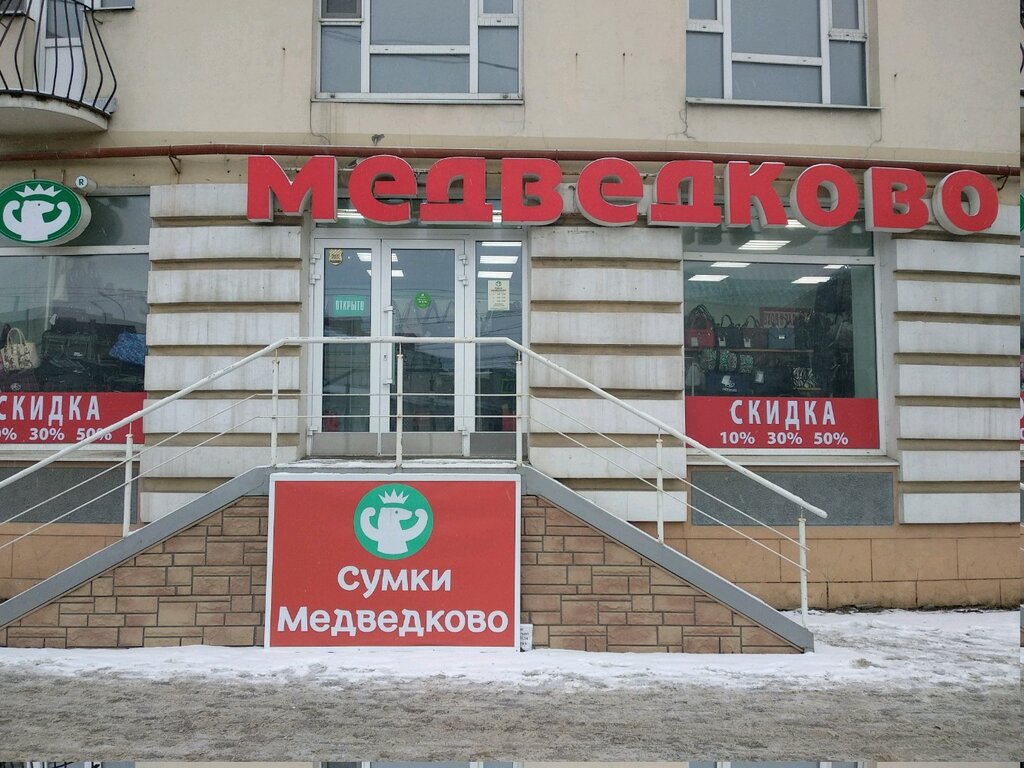 МЕДВЕДКОВО
R
ОТКРЫТО
СКИДКА
0% 30% 50%
СКИДКА
10% 30% 50%
Сумки
Медведково